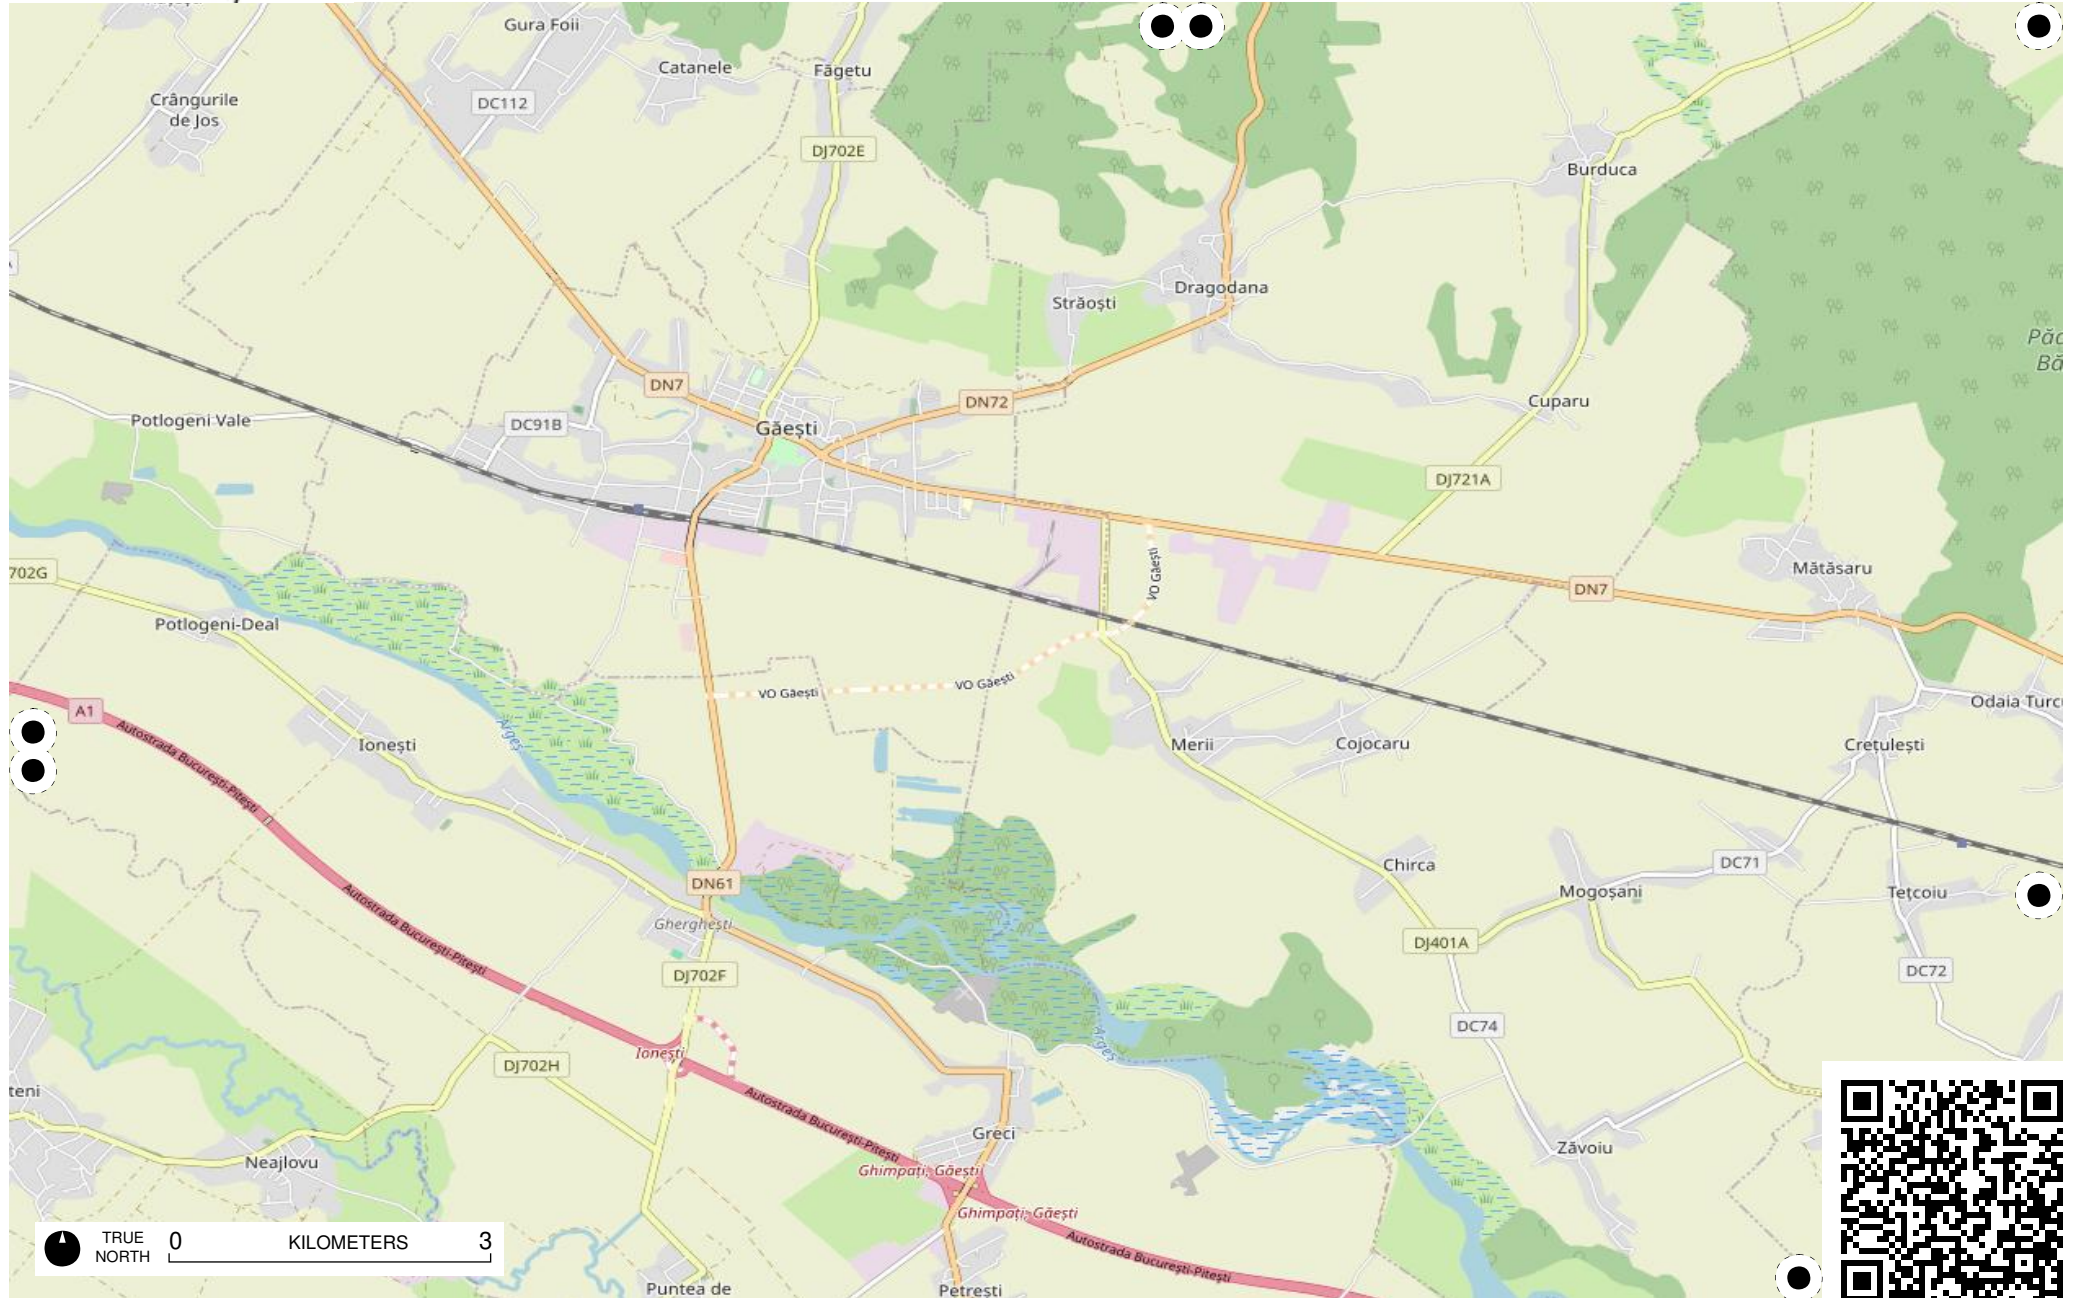 Gura Foii
Catanele
Făgetu
Crângurile
de Jos
DC112
DJ702E
Burduca
Dragodana
Străoști
Păd
Bă
DN7
DN72
Cuparu
Potlogeni Vale
DC91B
Găești
DJ721A
702G
VO Găești
Mătăsaru
DN7
Potlogeni-Deal
VO Găești
VO Găești
A1
Autostrada București-Pitești
Argeș
Ionești
Merii
Cojocaru
Odaia Turcu
Crețulești
Chirca
DC71
Mogoșani
Tețcoiu
DN61
Autostrada București-Pitești
Gherghești
DJ401A
DJ702F
DC72
DC74
Argeș
Ionești
DJ702H
teni
Autostrada București-Pitești
Greci
Zăvoiu
Neajlovu
Ghimpați; Găești
Ghimpați; Găești
Autostrada București-Pitești
TRUE
NORTH
0 KILOMETERS 3
Puntea de
Petrești